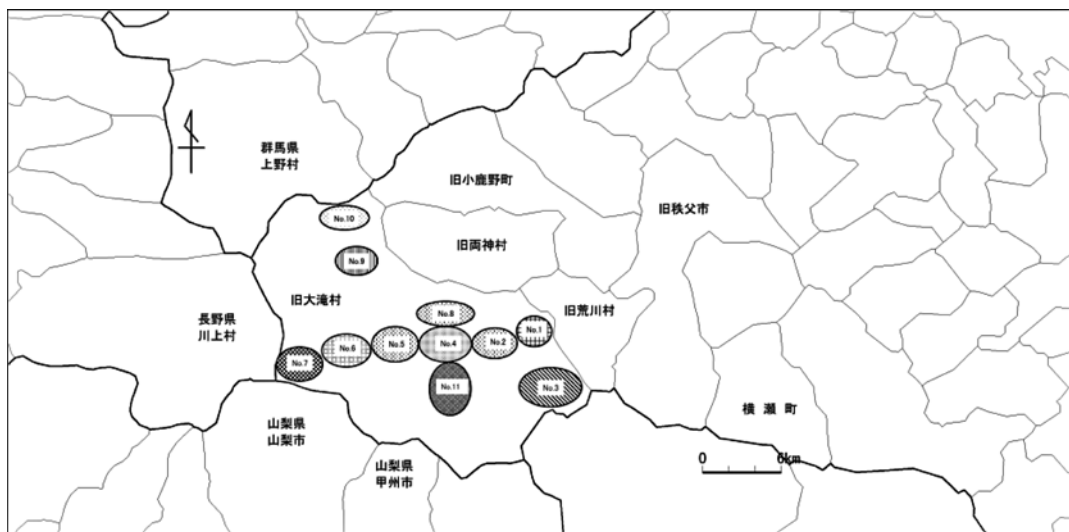 群馬県
上野村
旧小鹿野町
旧秩父市
No.10
旧両神村
No.9
旧大滝村
長野県
川上村
旧荒川村
No.8
No.1
No.2
No.4
No.5
No.6
No.7
No.11
No.3
横瀬町
山梨県
山梨市
山梨県
甲州市
0 6km